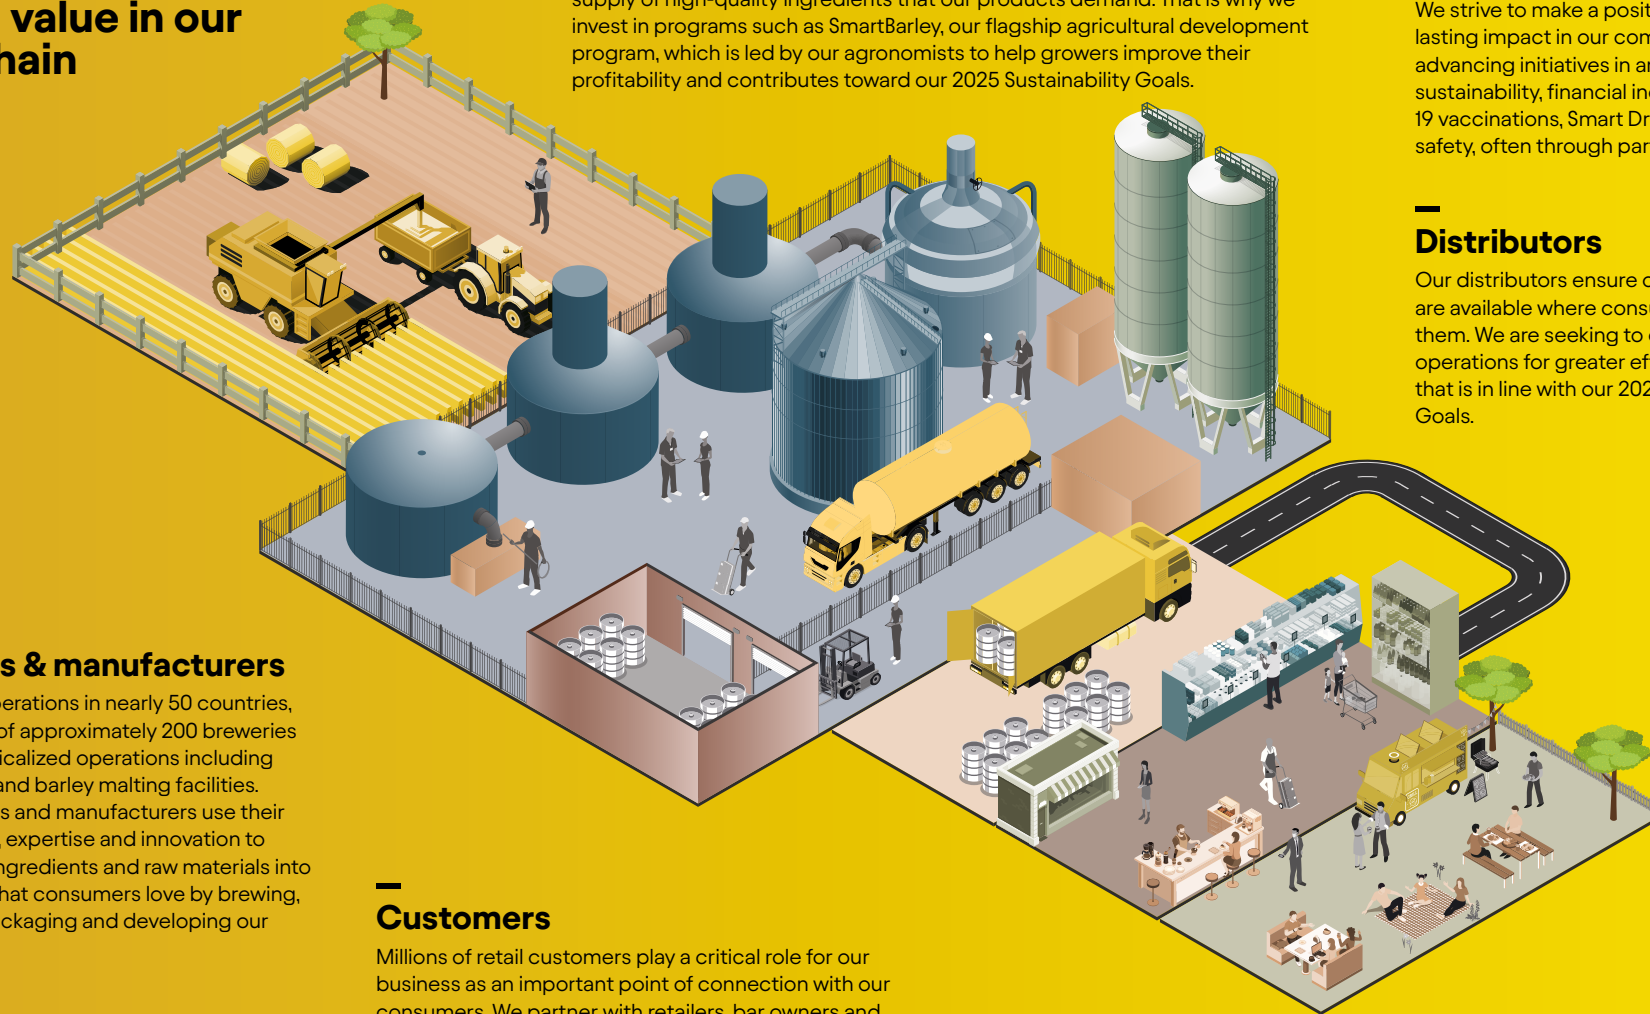 value in our
hain
supply of high-quality ingredients that our products demand. That is why we
invest in programs such as SmartBarley, our flagship agricultural development
program, which is led by our agronomists to help growers improve their
profitability and contributes toward our 2025 Sustainability Goals.
We strive to make a posit
lasting impact in our com
advancing initiatives in ar
sustainability, financial in
19 vaccinations, Smart Dr
safety, often through par
Distributors
Our distributors ensure
are available where cons
them. We are seeking to
operations for greater ef
that is in line with our 202
Goals.
s & manufacturers
erations in nearly 50 countries,
of approximately 200 breweries
icalized operations including
and barley malting facilities.
s and manufacturers use their
, expertise and innovation to
ngredients and raw materials into
hat consumers love by brewing,
ckaging and developing our
Customers
Millions of retail customers play a critical role for our
business as an important point of connection with our
consumers. We partner with retailers, bar owners and